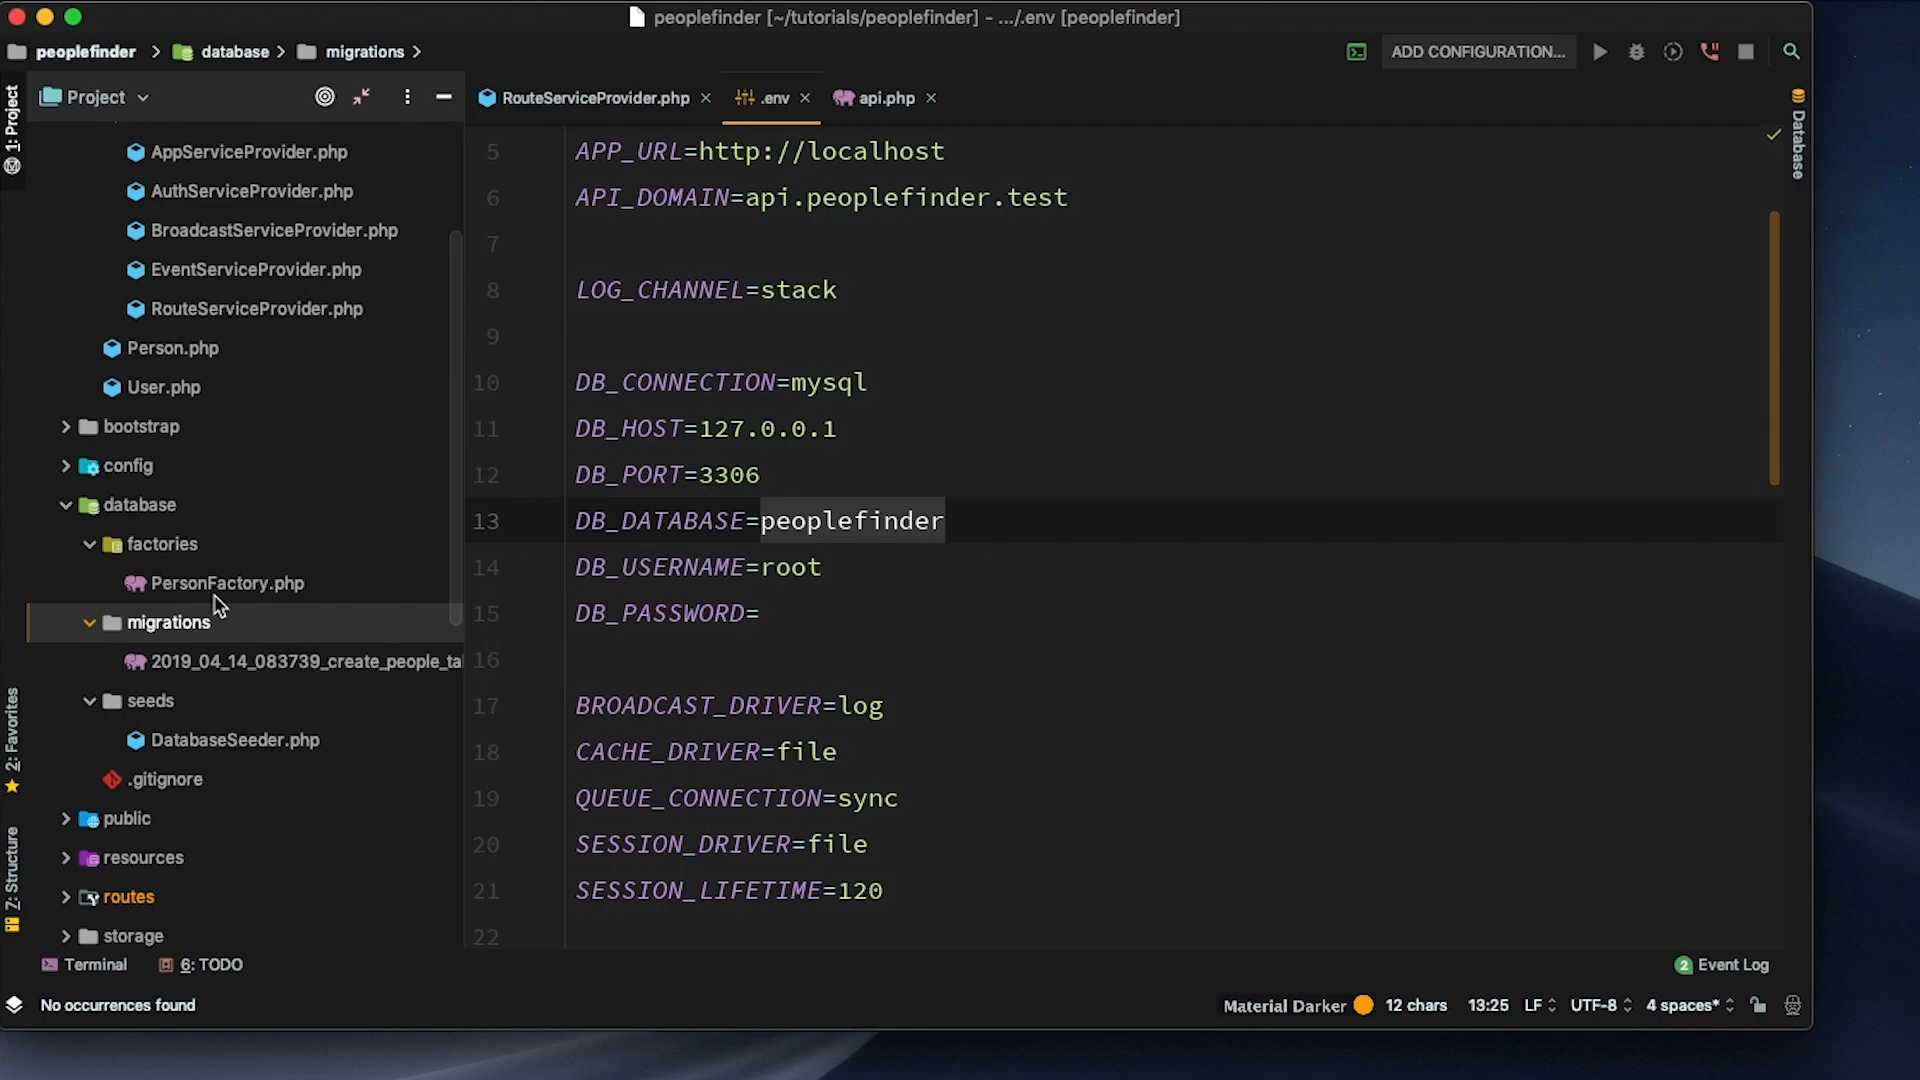 peoplefinder [~/tutorials/peoplefinder] - .../.env [peoplefinder]
peoplefinder > database > migrations >
ADD CONFIGURATION...
1: Project
Project
RouteServiceProvider.php
.env
api.php
Database
AppServiceProvider.php
AuthServiceProvider.php
BroadcastServiceProvider.php
EventServiceProvider.php
RouteServiceProvider.php
Person.php
User.php
bootstrap
config
database
factories
PersonFactory.php
migrations
2019_04_14_083739_create_people_ta
seeds
DatabaseSeeder.php
.gitignore
public
resources
routes
storage
2: Favorites
7: Structure
5 APP_URL=http://localhost
6 API_DOMAIN=api.peoplefinder.test
7
8 LOG_CHANNEL=stack
9
10 DB_CONNECTION=mysql
11 DB_HOST=127.0.0.1
12 DB_PORT=3306
13 DB_DATABASE=peoplefinder
14 DB_USERNAME=root
15 DB_PASSWORD=
16
17 BROADCAST_DRIVER=log
18 CACHE_DRIVER=file
19 QUEUE_CONNECTION=sync
20 SESSION_DRIVER=file
21 SESSION_LIFETIME=120
22
Terminal
6: TODO
2 Event Log
No occurrences found
Material Darker
12 chars
13:25
LF
UTF-8
4 spaces*